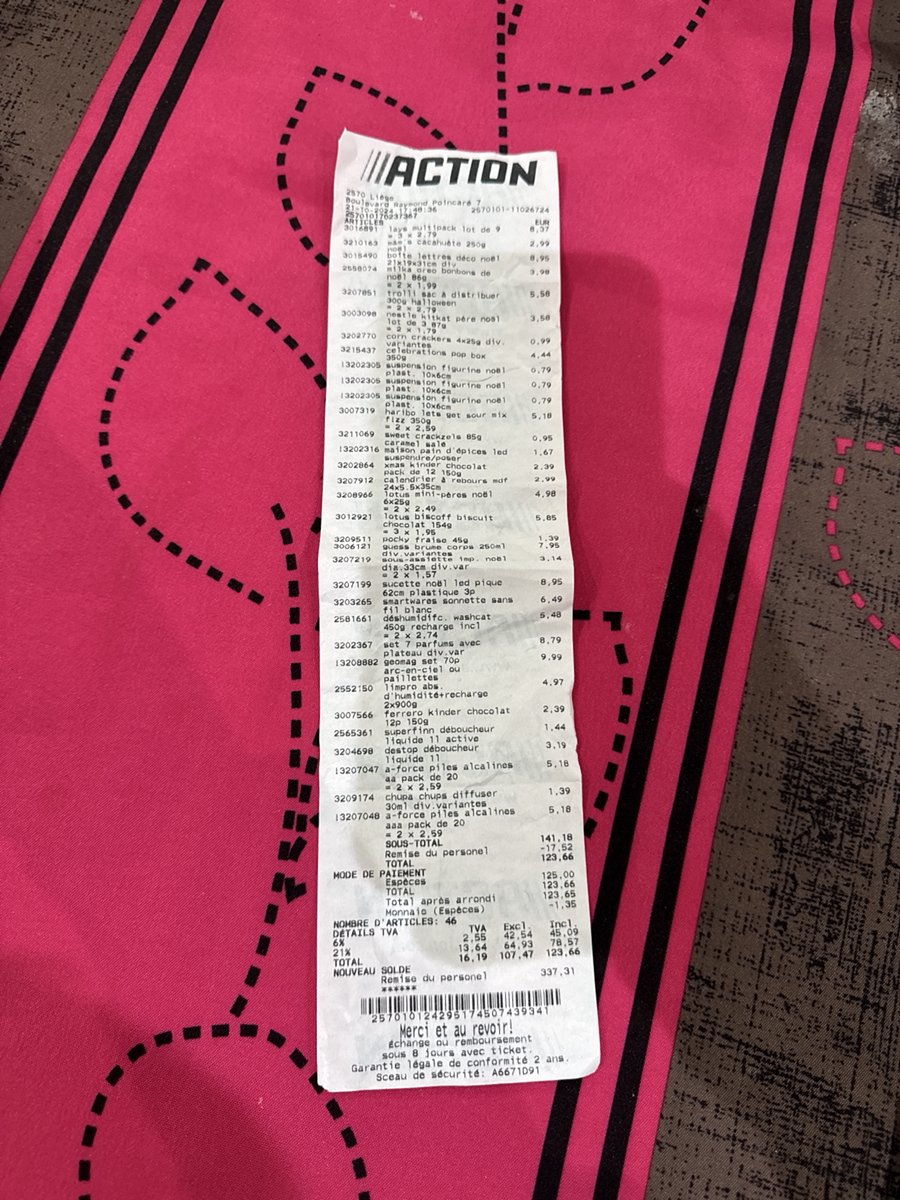 ACTION
2570 Liège
Boulevard Raymond Poincaré 7
21-10-2024 17:48:36 2570101-11026724
257010170237367
ARTICLES EUR
3016891 lays multipack lot de 9 8,37
= 3 x 2,79
3210163 m&m's cacahuète 250g 2,99
noël
3015490 boîte lettres déco noël 8,95
21x19x31cm div
2558074 milka oreo bonbons de 3,98
noël 86g
= 2 x 1,99
3207851 trolli sac à distribuer 5,58
300g halloween
= 2 x 2,79
3003098 nestle kitkat père noël 3,58
lot de 3 87g
= 2 x 1,79
3202770 corn crackers 4x25g div. 0,99
variantes
3215437 celebrations pop box 4,44
350g
13202305 suspension figurine noël 0,79
plast. 10x6cm
13202305 suspension figurine noël 0,79
plast. 10x6cm
13202305 suspension figurine noël 0,79
plast. 10x6cm
3007319 haribo lets get sour mix 5,18
fizz 350g
= 2 x 2,59
3211069 sweet crackzels 85g 0,95
caramel salé
13202316 maison pain d'épices led 1,67
suspendre/poser
3202864 xmas kinder chocolat 2,39
pack de 12 150g
3207912 calendrier à rebours mdf 2,99
24x5.5x35cm
3208966 lotus mini-pères noël 4,98
6x25g
= 2 x 2,49
3012921 lotus biscoff biscuit 5,85
chocolat 154g
= 3 x 1,95
3209511 pocky fraise 45g 1,39
3006121 guess brume corps 250ml 7,95
div.variantes
3207219 sous-assiette imp. noël 3,14
dia.33cm div.var
= 2 x 1,57
3207199 sucette noël led pique 8,95
62cm plastique 3p
3203265 smartwares sonnette sans 6,49
fil blanc
2581661 déshumidifc. washcat 5,48
450g recharge incl
= 2 x 2,74
3202367 set 7 parfums avec 8,79
plateau div.var
13208882 geomag set 70p 9,99
arc-en-ciel ou
paillettes
2552150 limpro abs. 4,97
d'humidité+recharge
2x900g
3007566 ferrero kinder chocolat 2,39
12p 150g
2565361 superfinn déboucheur 1,44
liquide 1l active
3204698 destop déboucheur 3,19
liquide 1l
13207047 a-force piles alcalines 5,18
aa pack de 20
= 2 x 2,59
3209174 chupa chups diffuser 1,39
30ml div.variantes
13207048 a-force piles alcalines 5,18
aaa pack de 20
= 2 x 2,59
SOUS-TOTAL 141,18
Remise du personel -17,52
TOTAL 123,66
MODE DE PAIEMENT
Espèces 125,00
TOTAL 123,66
Total après arrondi 123,65
Monnaie (Espèces) -1,35
NOMBRE D'ARTICLES: 46
DÉTAILS TVA TVA Excl. Incl.
6% 2,55 42,54 45,09
21% 13,64 64,93 78,57
TOTAL 16,19 107,47 123,66
NOUVEAU SOLDE
Remise du personel 337,31
******
2570101242951745074393​41
Merci et au revoir!
Échange ou remboursement
sous 8 jours avec ticket.
Garantie légale de conformité 2 ans.
Sceau de sécurité: A6671D91